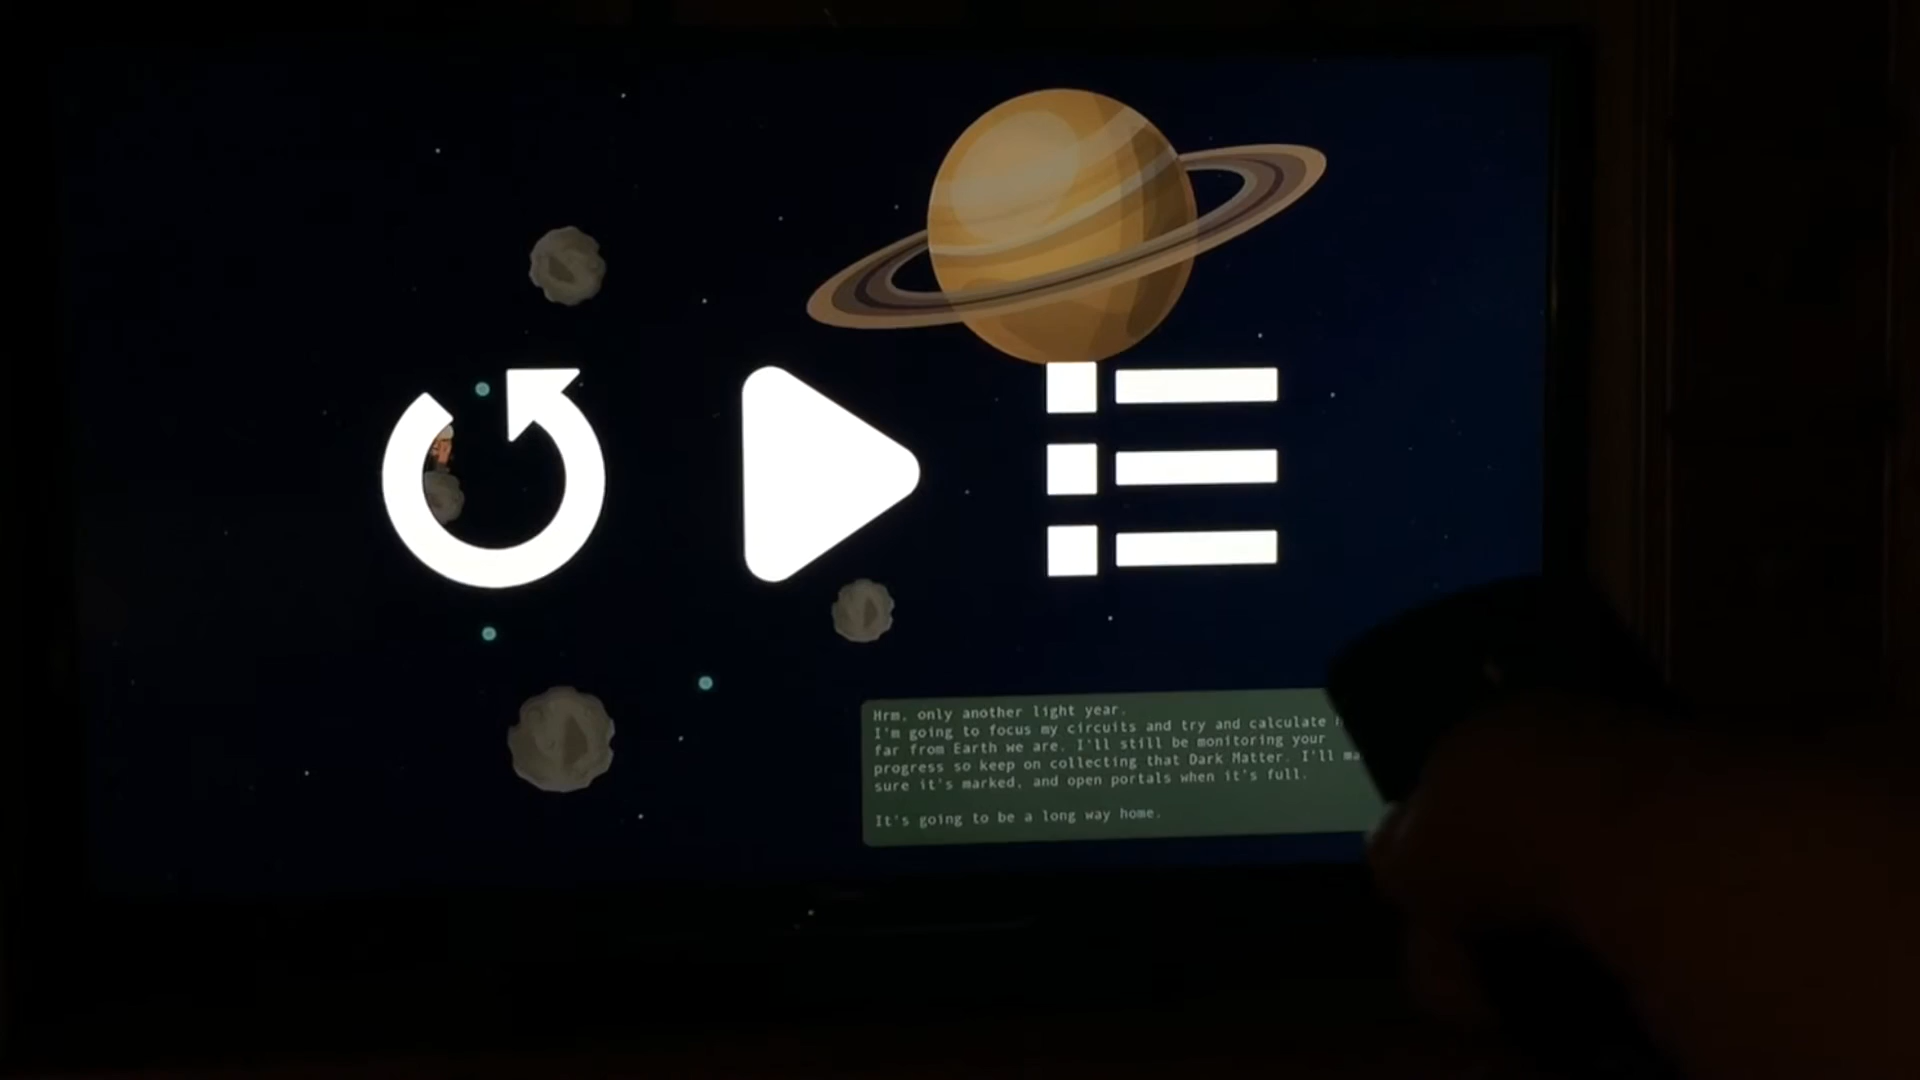 Hrm, only another light year.
I'm going to focus my circuits and try and calculate
far from Earth we are. I'll still be monitoring your
progress so keep on collecting that Dark Matter. I'll
sure it's marked, and open portals when it's full.
It's going to be a long way home.